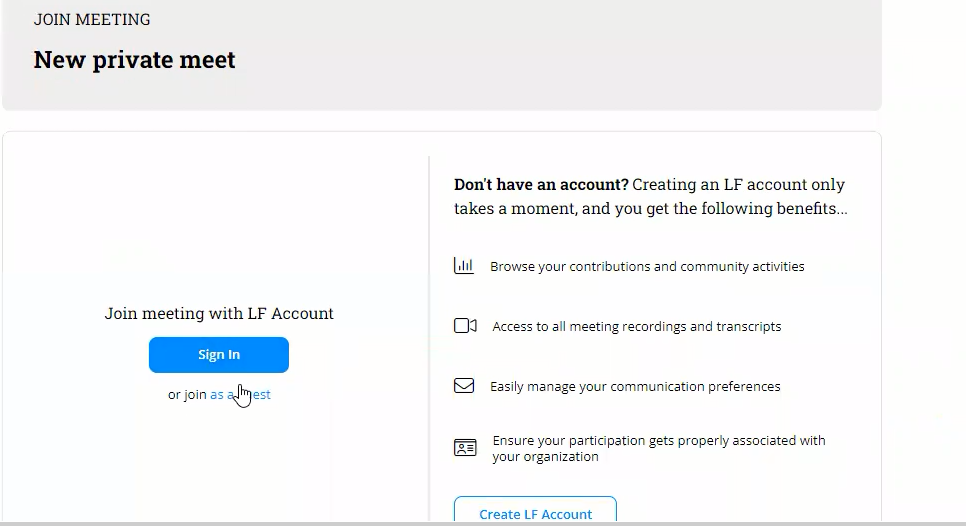 JOIN MEETING
New private meet
Join meeting with LF Account
Sign In
or join as a
Don't have an account? Creating an LF account only
takes a moment, and you get the following benefits...
Browse your contributions and community activities
Access to all meeting recordings and transcripts
Easily manage your communication preferences
Ensure your participation gets properly associated with
your organization
Create LF Account